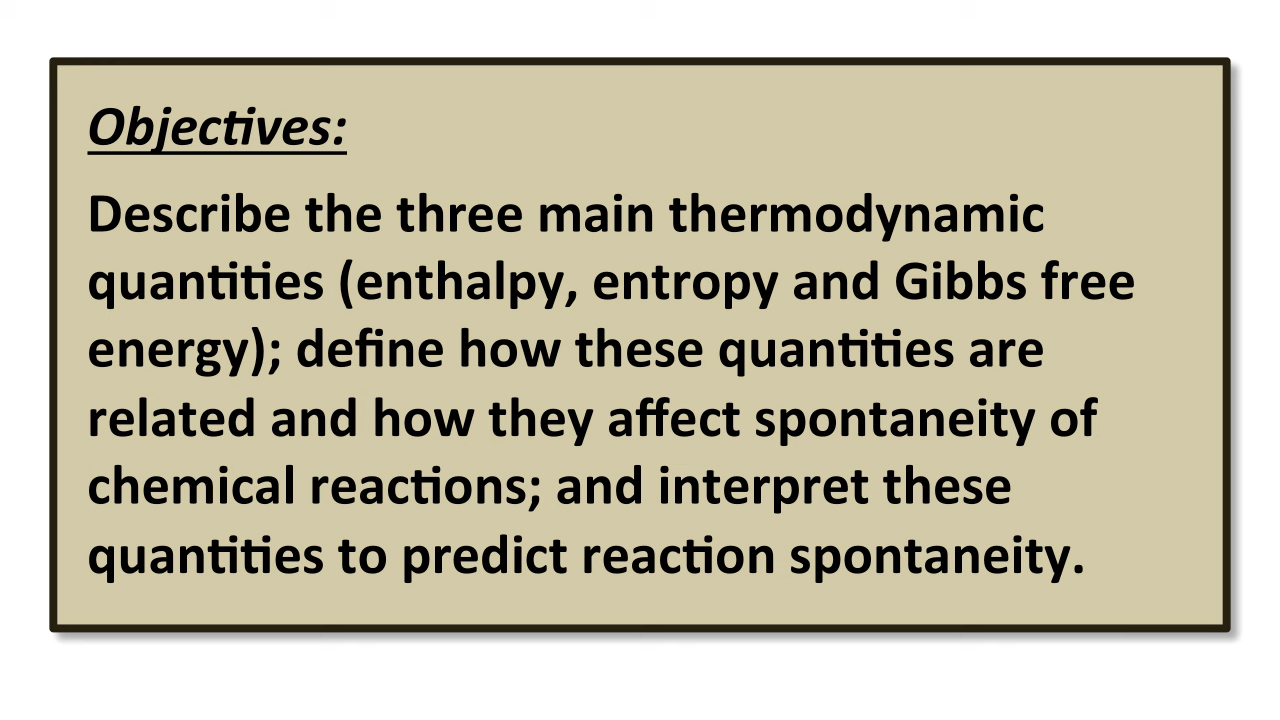 Objectives:
Describe the three main thermodynamic
quantities (enthalpy, entropy and Gibbs free
energy); define how these quantities are
related and how they affect spontaneity of
chemical reactions; and interpret these
quantities to predict reaction spontaneity.